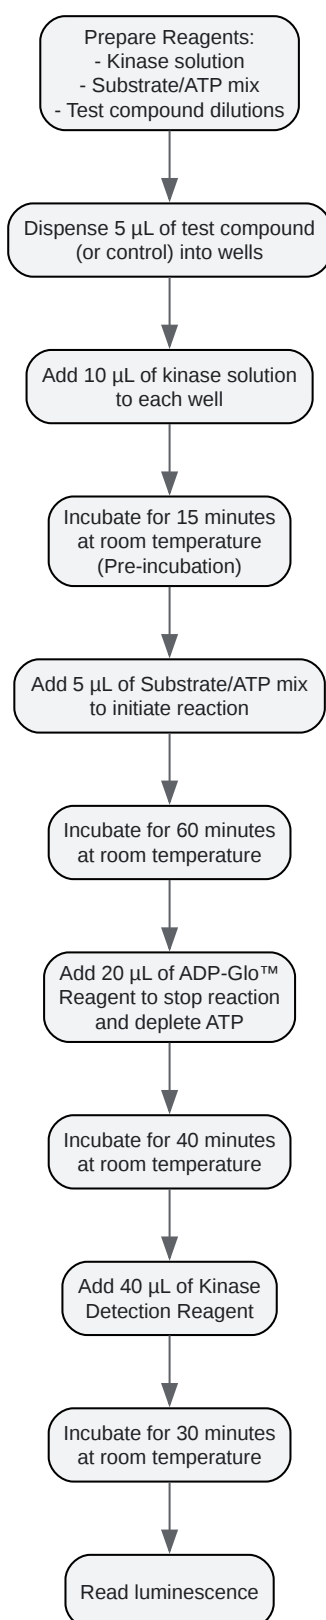 Prepare Reagents:
- Kinase solution
- Substrate/ATP mix
- Test compound dilutions
Dispense 5 µL of test compound
(or control) into wells
Add 10 µL of kinase solution
to each well
Incubate for 15 minutes
at room temperature
(Pre-incubation)
Add 5 µL of Substrate/ATP mix
to initiate reaction
Incubate for 60 minutes
at room temperature
Add 20 µL of ADP-Glo™
Reagent to stop reaction
and deplete ATP
Incubate for 40 minutes
at room temperature
Add 40 µL of Kinase
Detection Reagent
Incubate for 30 minutes
at room temperature
Read luminescence